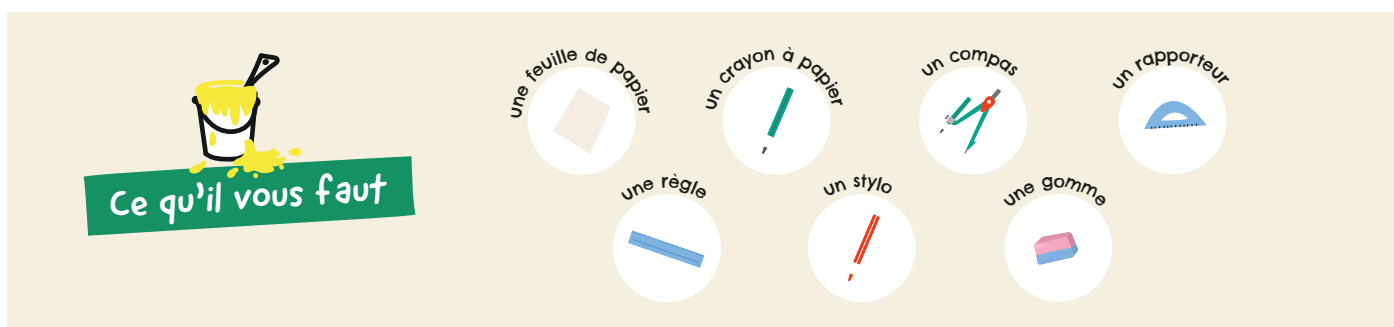 Ce qu'il vous faut
une feuille de papier
un crayon à papier
un compas
un rapporteur
une règle
un stylo
une gomme